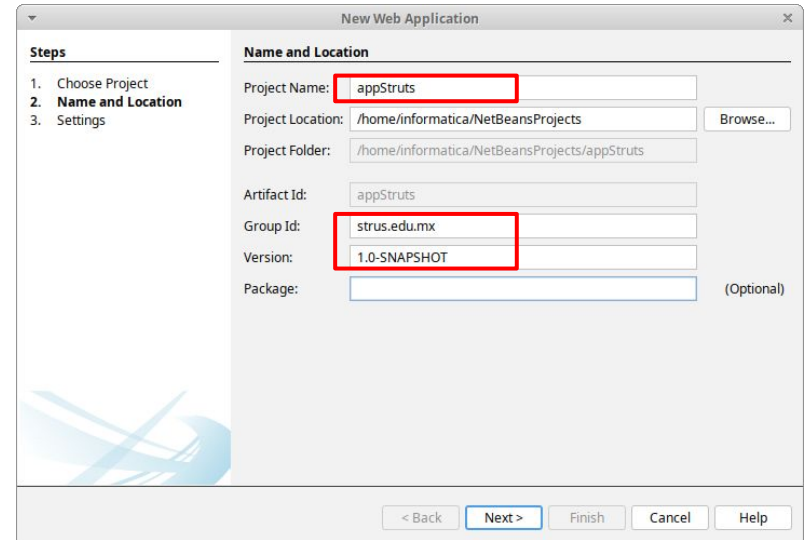 New Web Application
Steps
1. Choose Project
2. Name and Location
3. Settings
Name and Location
Project Name: appStruts
Project Location: /home/informatica/NetBeansProjects Browse...
Project Folder: /home/informatica/NetBeansProjects/appStruts
Artifact Id: appStruts
Group Id: strus.edu.mx
Version: 1.0-SNAPSHOT
Package: (Optional)
< Back Next > Finish Cancel Help